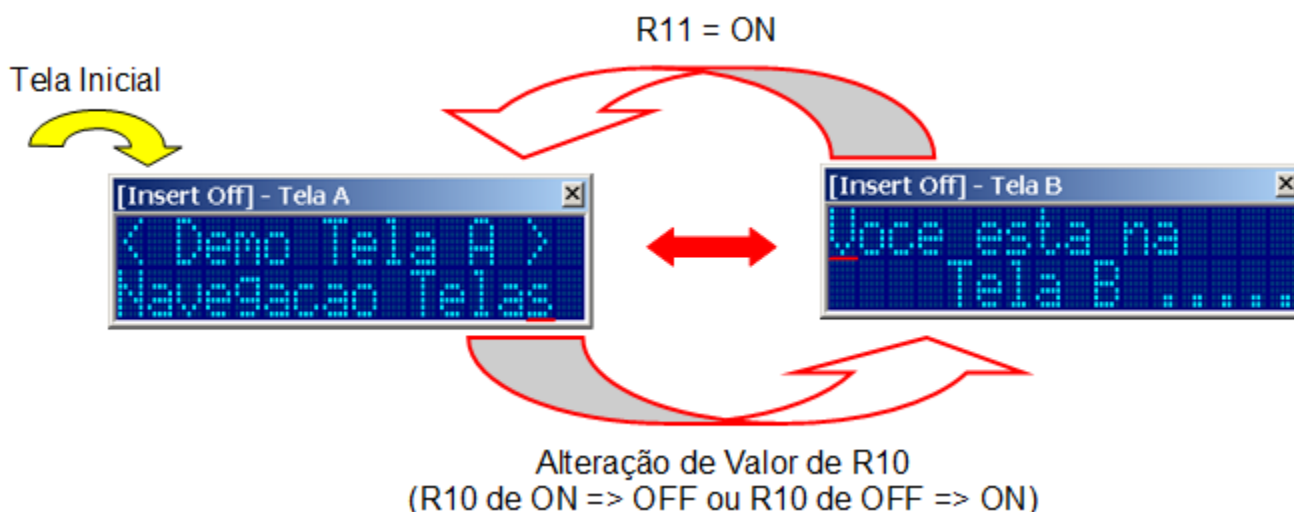 R11 = ON
Tela Inicial
[Insert Off] - Tela A
< Demo Tela A >
Navegacao Telas
[Insert Off] - Tela B
Voce esta na
Tela B .....
Alteração de Valor de R10
(R10 de ON => OFF ou R10 de OFF => ON)